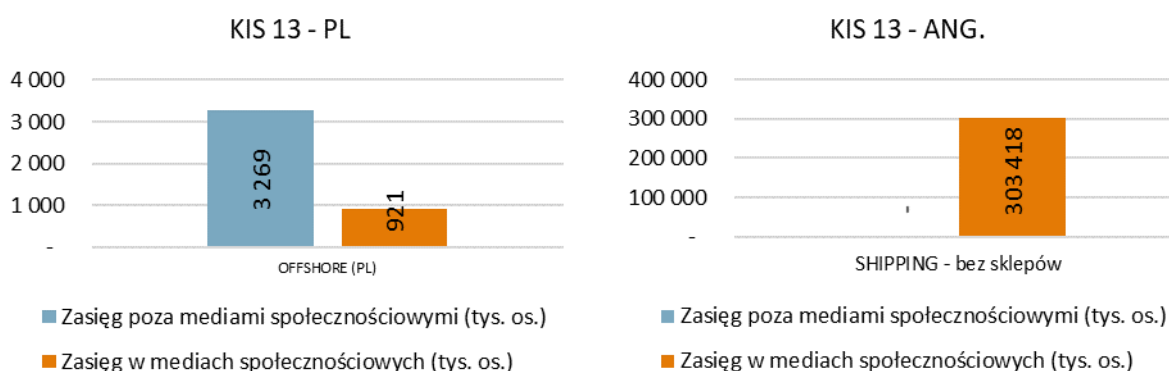 KIS 13 - PL
4 000
3 000
2 000
1 000
-
3 269
921
OFFSHORE (PL)
Zasięg poza mediami społecznościowymi (tys. os.)
Zasięg w mediach społecznościowych (tys. os.)
KIS 13 - ANG.
400 000
300 000
200 000
100 000
-
-
303 418
SHIPPING - bez sklepów
Zasięg poza mediami społecznościowymi (tys. os.)
Zasięg w mediach społecznościowych (tys. os.)